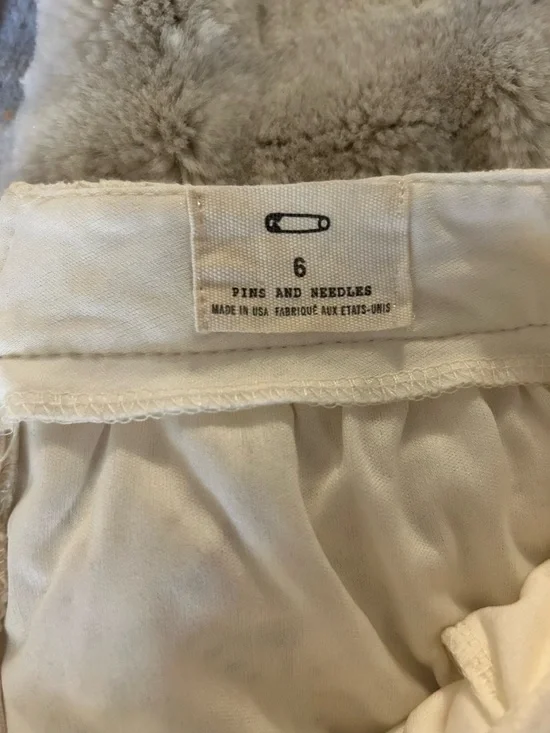 6
PINS AND NEEDLES
MADE IN USA FABRIQUÉ AUX ETATS-UNIS